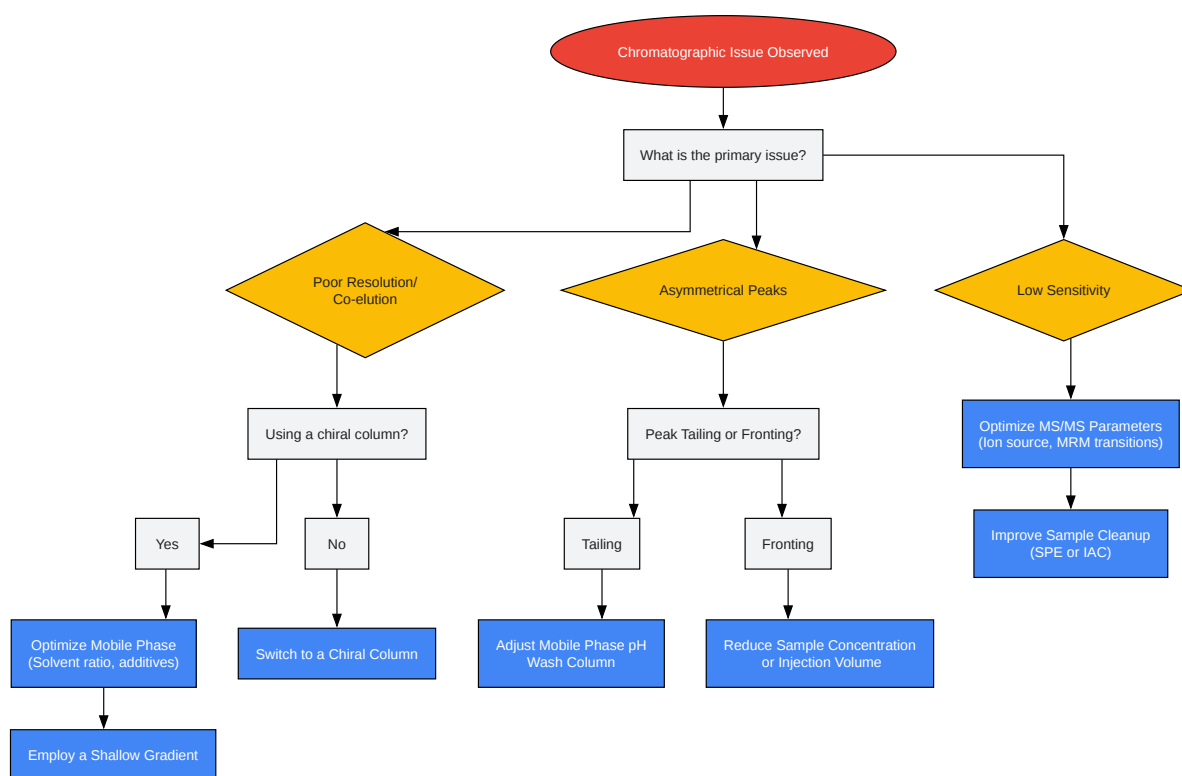 Chromatographic Issue Observed
What is the primary issue?
Poor Resolution/
Co-elution
Asymmetrical Peaks
Low Sensitivity
Using a chiral column?
Peak Tailing or Fronting?
Optimize MS/MS Parameters
(Ion source, MRM transitions)
Yes
No
Tailing
Fronting
Improve Sample Cleanup
(SPE or IAC)
Optimize Mobile Phase
(Solvent ratio, additives)
Switch to a Chiral Column
Adjust Mobile Phase pH
Wash Column
Reduce Sample Concentration
or Injection Volume
Employ a Shallow Gradient